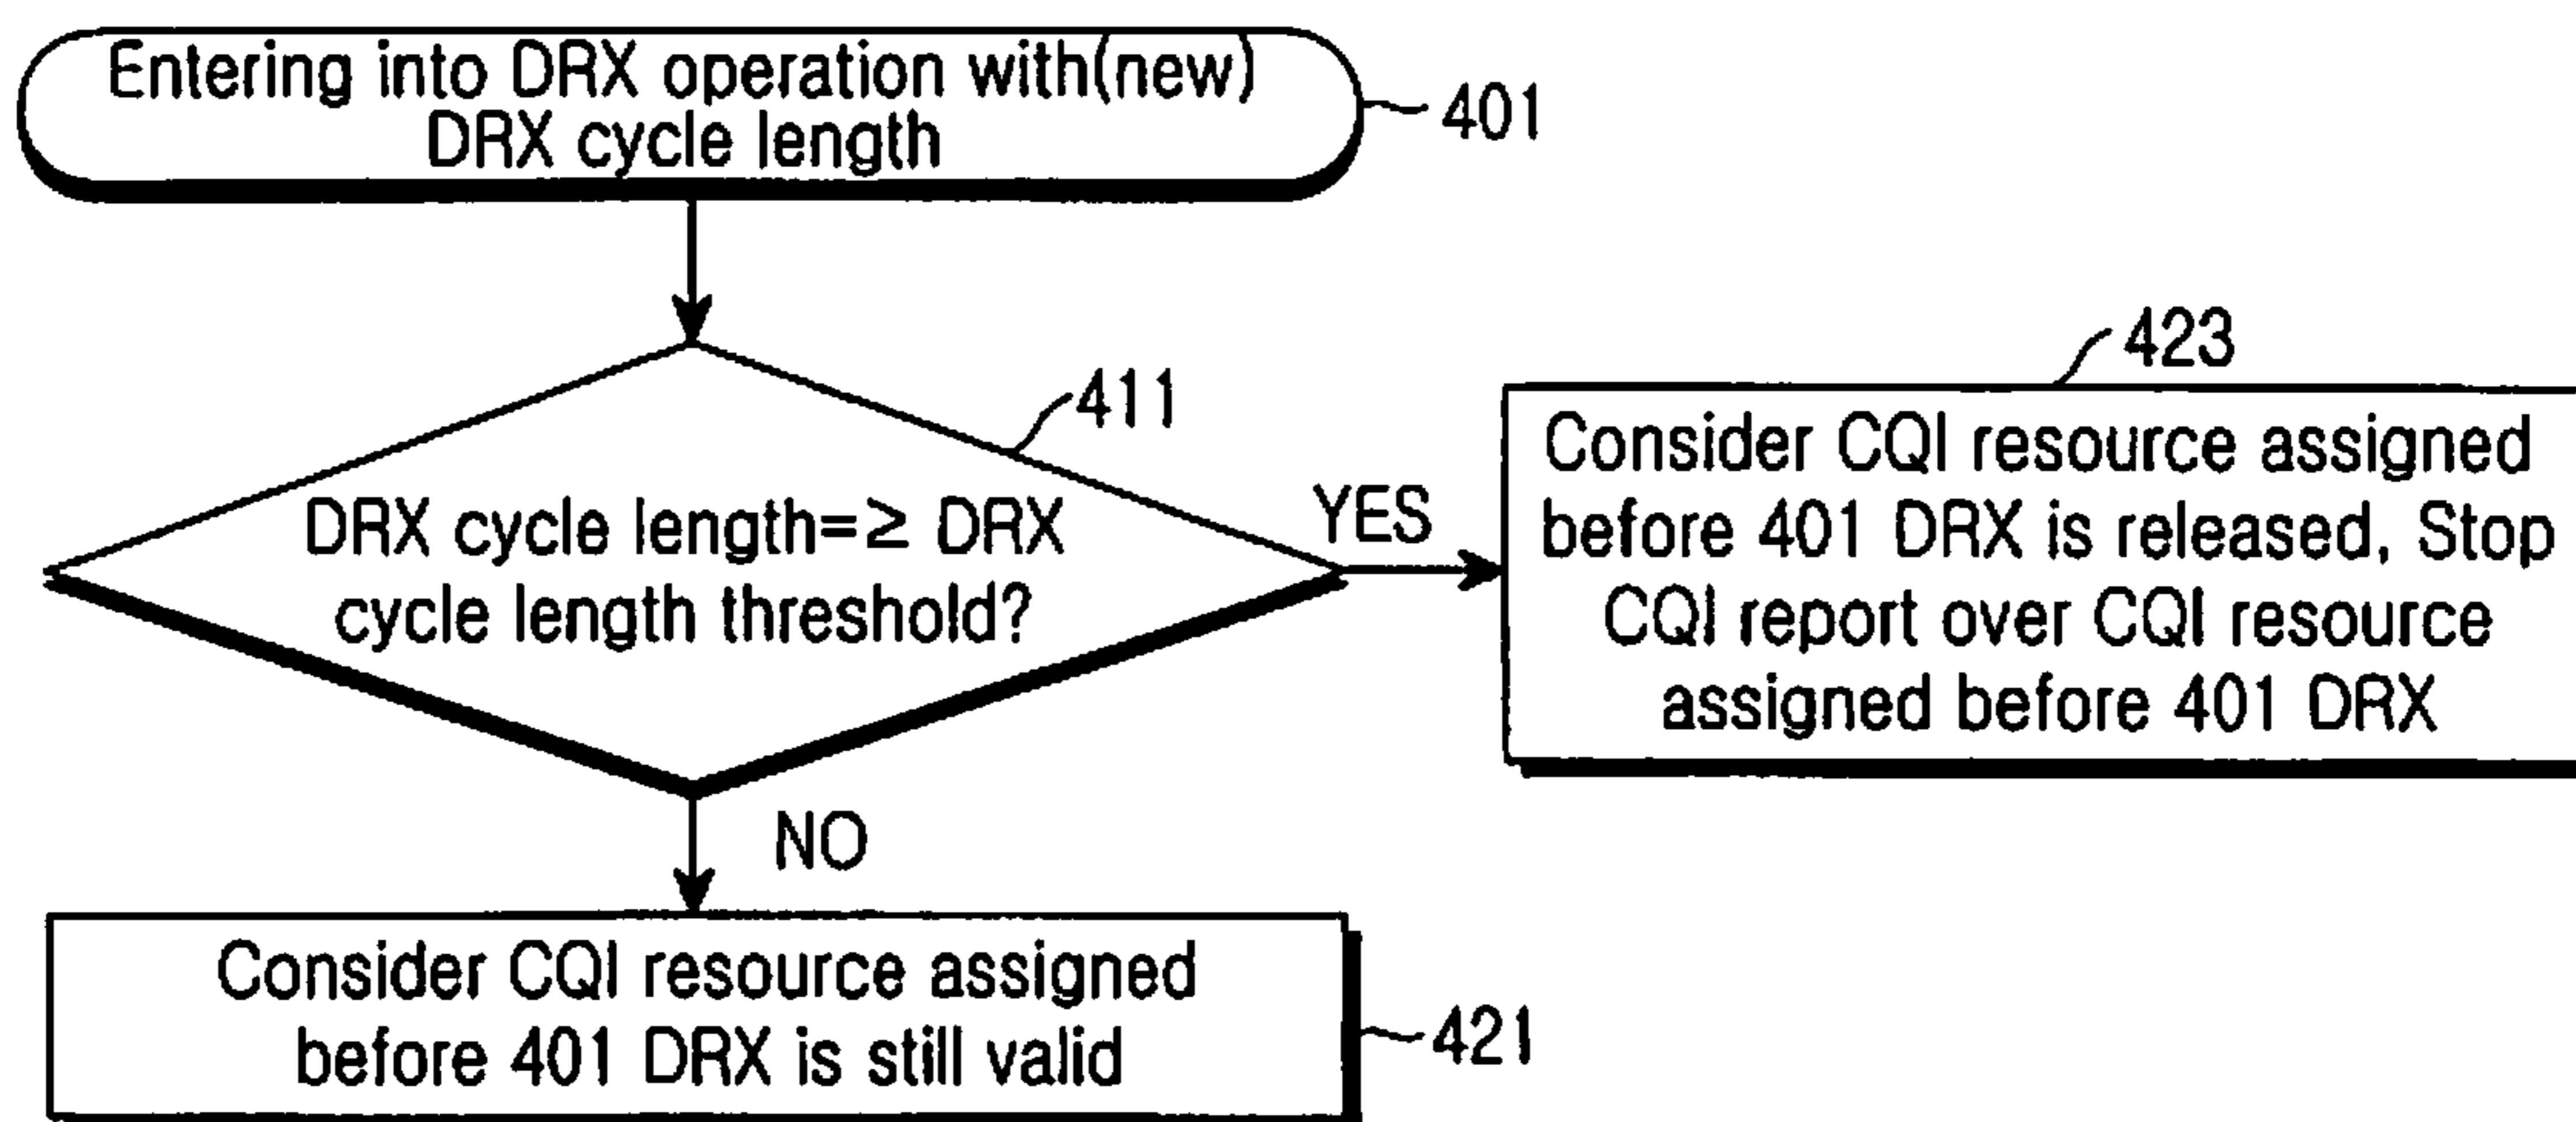 Entering into DRX operation with(new)
DRX cycle length
401
411
DRX cycle length=≥ DRX
cycle length threshold?
YES
423
Consider CQI resource assigned
before 401 DRX is released, Stop
CQI report over CQI resource
assigned before 401 DRX
NO
Consider CQI resource assigned
before 401 DRX is still valid
421